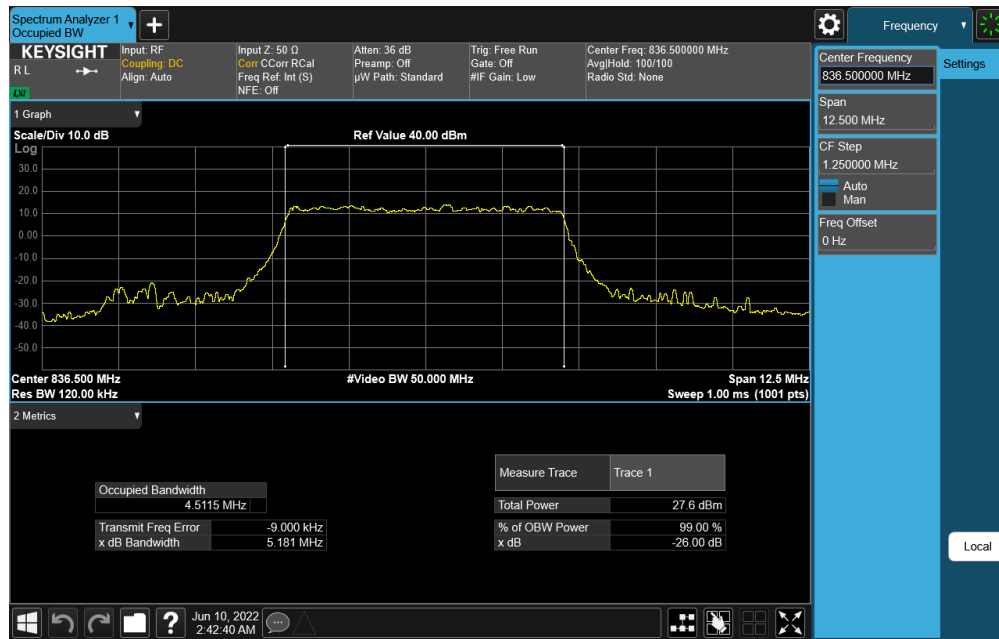 Spectrum Analyzer 1
Occupied BW
Frequency
KEYSIGHT
R L
LXI
Input: RF
Coupling: DC
Align: Auto
Input Z: 50 Ω
Corr CCorr RCal
Freq Ref: Int (S)
NFE: Off
Atten: 36 dB
Preamp: Off
µW Path: Standard
Trig: Free Run
Gate: Off
#IF Gain: Low
Center Freq: 836.500000 MHz
Avg|Hold: 100/100
Radio Std: None
Center Frequency
836.500000 MHz
Settings
Span
12.500 MHz
CF Step
1.250000 MHz
Auto
Man
Freq Offset
0 Hz
Local
1 Graph
Scale/Div 10.0 dB
Ref Value 40.00 dBm
Log
30.0
20.0
10.0
0.00
-10.0
-20.0
-30.0
-40.0
-50.0
Center 836.500 MHz
#Video BW 50.000 MHz
Span 12.5 MHz
Res BW 120.00 kHz
Sweep 1.00 ms (1001 pts)
2 Metrics
Occupied Bandwidth
4.5115 MHz
Transmit Freq Error -9.000 kHz
x dB Bandwidth 5.181 MHz
Measure Trace Trace 1
Total Power 27.6 dBm
% of OBW Power 99.00 %
x dB -26.00 dB
?
Jun 10, 2022
2:42:40 AM